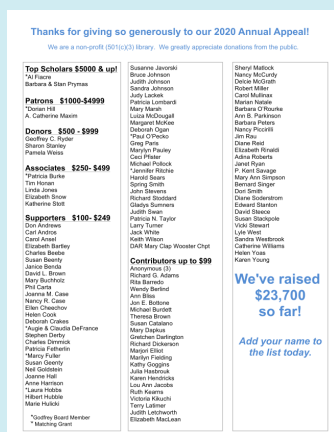 Thanks for giving so generously to our 2020 Annual Appeal!
We are a non-profit (501(c)(3) library.  We greatly appreciate donations from the public.
Top Scholars $5000 & up!
*Al Fiacre
Barbara & Stan Prymas
Patrons  $1000-$4999
*Dorian Hill
A. Catherine Maxim
Donors  $500 - $999
Geoffrey C. Ryder
Sharon Stanley
Pamela Weiss
Associates  $250- $499
*Patricia Burke
Tim Honan
Linda Jones
Elizabeth Snow
Katherine Stott
Supporters  $100- $249
Don Andrews
Carl Andros
Carol Ansel
Elizabeth Bartley
Charles Beebe
Susan Beenty
Janice Benda
David L. Brown
Mary Buchholz
Phil Carta
Joanna M. Case
Nancy R. Case
Ellen Cheechov
Helen Cook
Deborah Crakes
*Augie & Claudia DeFrance
Stephen Derby
Charles Dimmick
Patricia Fetherlin
*Marcy Fuller
Susan Geenty
Neil Goldstein
Joanne Hall
Anne Harrison
*Laura Hobbs
Hilbert Hubble
Marie Hulicki
*Godfrey Board Member
* Matching Grant
Susanne Javorski
Bruce Johnson
Judith Johnson
Sandra Johnson
Judy Lackek
Patricia Lombardi
Mary Marsh
Luiza McDougall
Margaret McKee
Deborah Ogan
*Paul O'Pecko
Greg Paris
Marylyn Pauley
Ceci Pfister
Michael Pollock
*Jennifer Ritchie
Harold Sears
Spring Smith
John Stevens
Richard Stoddard
Gladys Sumners
Judith Swan
Patricia N. Taylor
Larry Turner
Jack White
Keith Wilson
DAR Mary Clap Wooster Chpt
Contributors up to $99
Anonymous (3)
Richard G. Adams
Rita Barredo
Wendy Berlind
Ann Bliss
Jon E. Bottone
Michael Burdett
Theresa Brown
Susan Catalano
Mary Dapkus
Gretchen Darlington
Richard Dickerson
Marjori Elliot
Marilyn Fielding
Kathy Goggins
Julia Hasbrouck
Karen Hendricks
Lou Ann Jacobs
Ruth Kearns
Victoria Kikuchi
Terry Latimer
Judith Letchworth
Elizabeth MacLean
Sheryl Matlock
Nancy McCurdy
Delcie McGrath
Robert Miller
Carol Mullinax
Marian Natale
Barbara O'Rourke
Ann B. Parkinson
Barbara Peters
Nancy Piccirilli
Jim Rau
Diane Reid
Elizabeth Rinaldi
Adina Roberts
Janet Ryan
P. Kent Savage
Mary Ann Simpson
Bernard Singer
Dori Smith
Diane Soderstrom
Edward Stanton
David Steece
Susan Stackpole
Vicki Stewart
Lyle West
Sandra Westbrook
Catherine Williams
Helen Yoas
Karen Young
We've raised
$23,700
so far!
Add your name to
the list today.